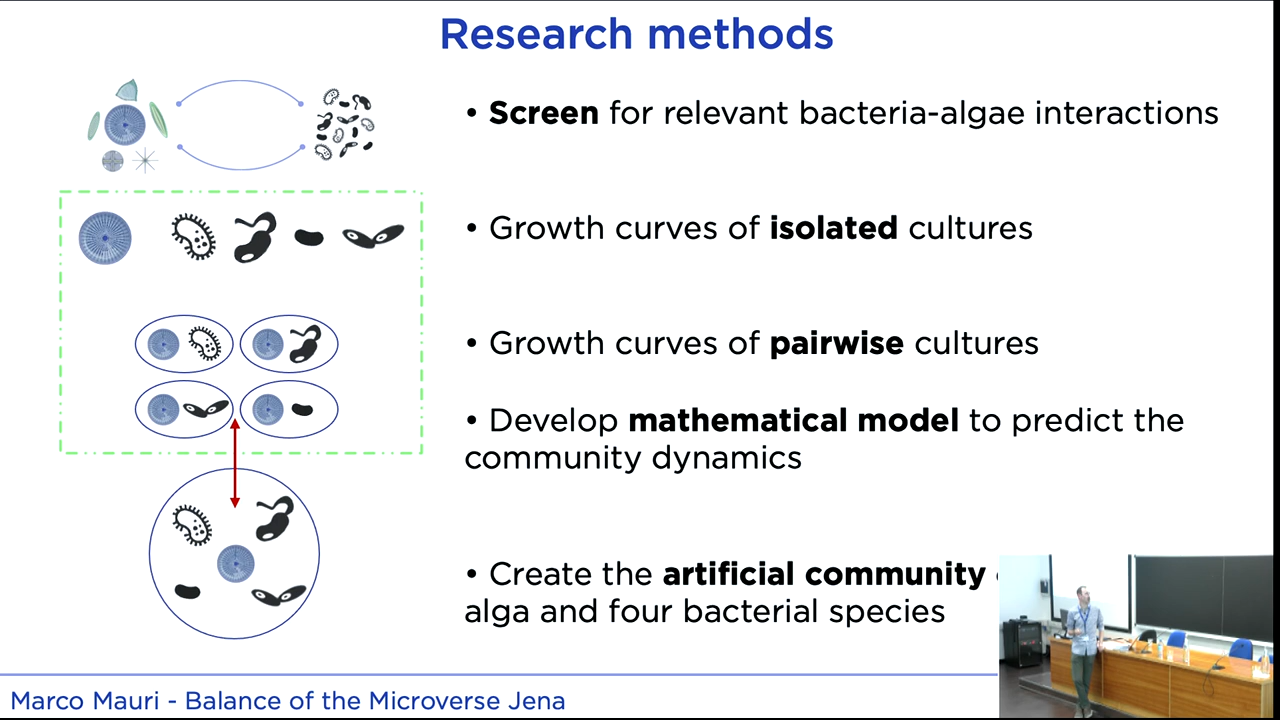 Research methods
• Screen for relevant bacteria-algae interactions
• Growth curves of isolated cultures
• Growth curves of pairwise cultures
• Develop mathematical model to predict the
community dynamics
• Create the artificial community
alga and four bacterial species
Marco Mauri - Balance of the Microverse Jena